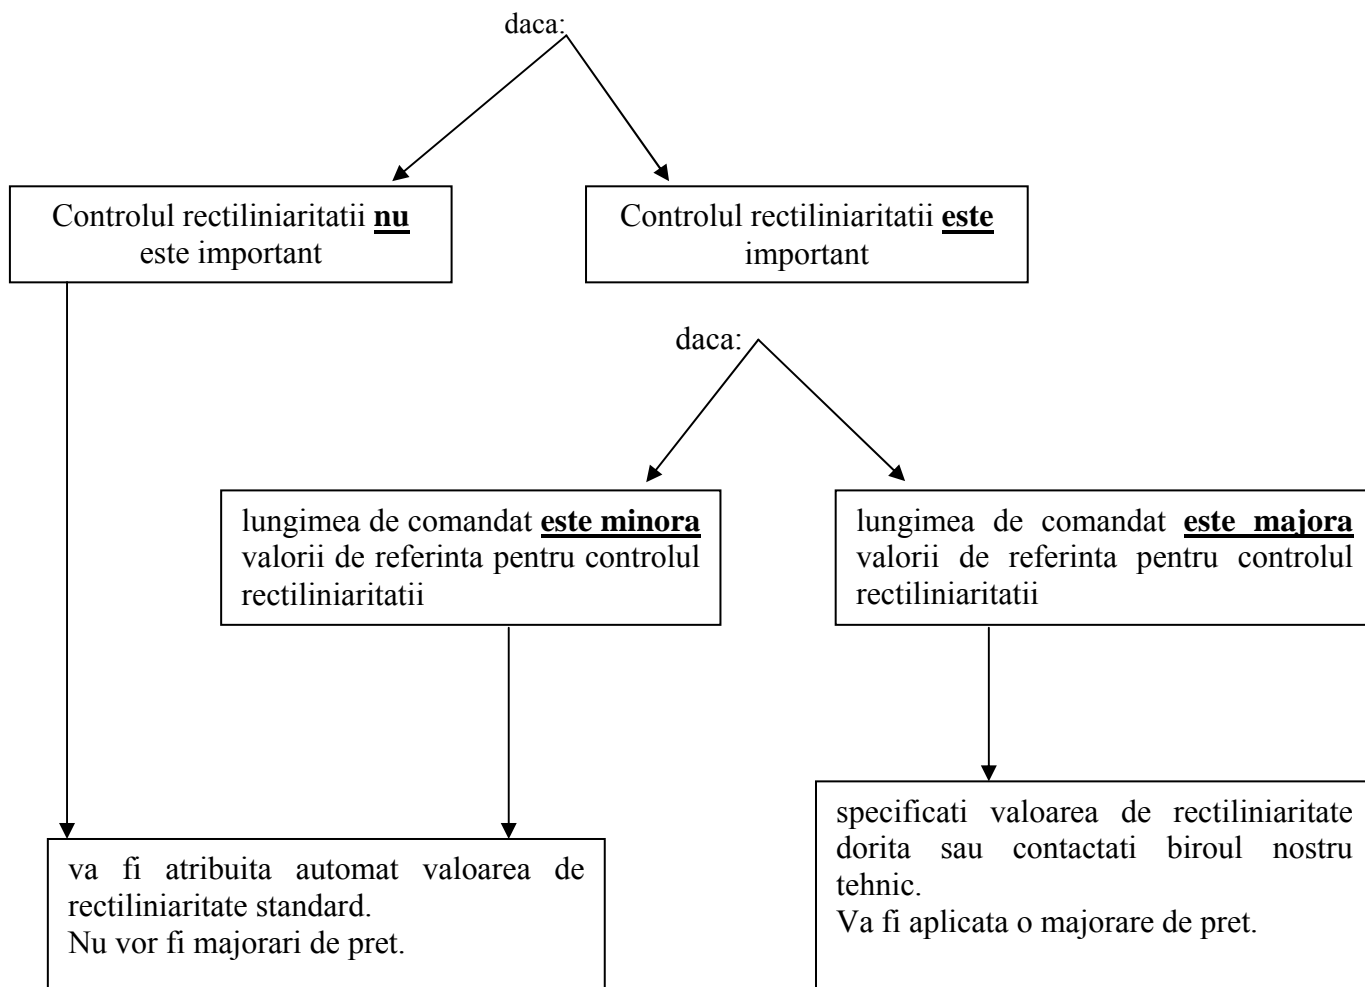 daca:
Controlul rectiliniaritatii nu
este important
Controlul rectiliniaritatii este
important
daca:
lungimea de comandat este minora
valorii de referinta pentru controlul
rectiliniaritatii
lungimea de comandat este majora
valorii de referinta pentru controlul
rectiliniaritatii
va fi atribuita automat valoarea de
rectiliniaritate standard.
Nu vor fi majorari de pret.
specificati valoarea de rectiliniaritate
dorita sau contactati biroul nostru
tehnic.
Va fi aplicata o majorare de pret.